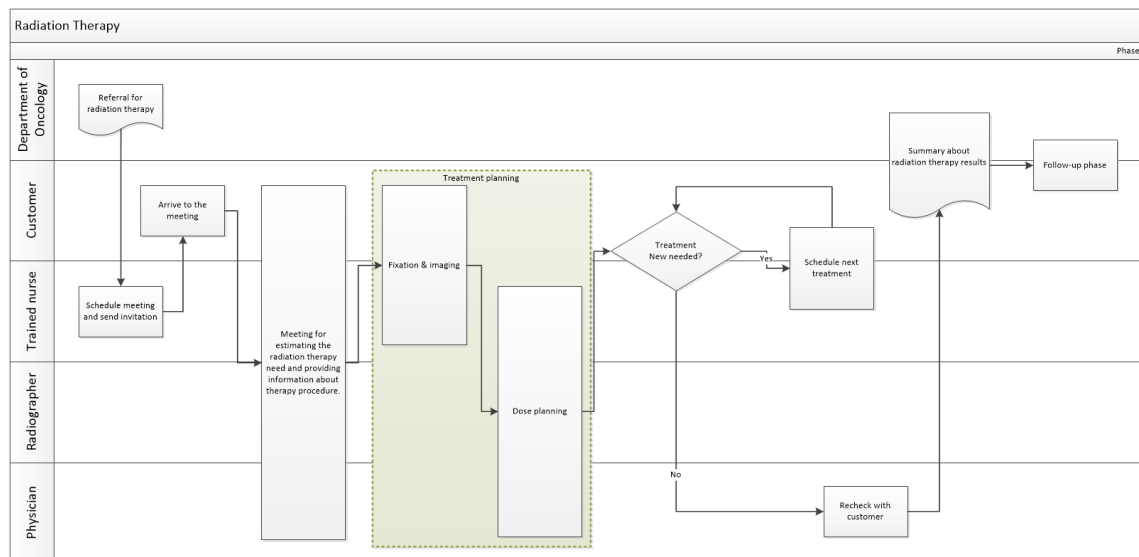 Radiation Therapy
Phase
Department of
Oncology
Referral for
radiation therapy
Summary about
radiation therapy results
Follow-up phase
Customer
Arrive to the
meeting
Treatment planning
Fixation & imaging
Treatment
New needed?
Yes
Schedule next
treatment
Trained nurse
Schedule meeting
and send invitation
Meeting for
estimating the
radiation therapy
need and providing
information about
therapy procedure.
Radiographer
Dose planning
Physician
No
Recheck with
customer